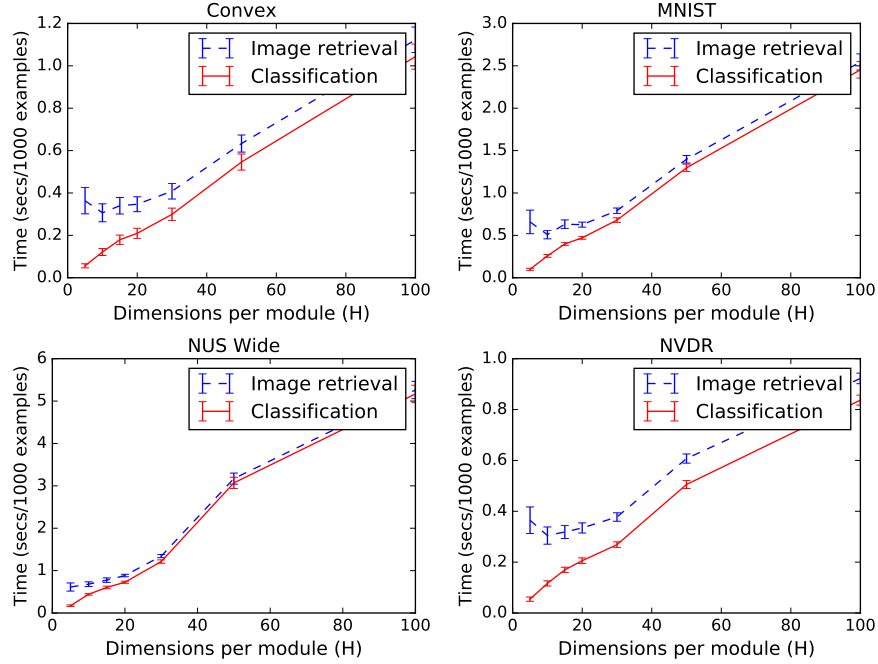 Convex
1.2
1.0
0.8
0.6
0.4
0.2
0.0
Time (secs/1000 examples)
Image retrieval
Classification
0 20 40 60 80 100
Dimensions per module (H)
MNIST
3.0
2.5
2.0
1.5
1.0
0.5
0.0
Time (secs/1000 examples)
Image retrieval
Classification
0 20 40 60 80 100
Dimensions per module (H)
NUS Wide
6
5
4
3
2
1
0
Time (secs/1000 examples)
Image retrieval
Classification
0 20 40 60 80 100
Dimensions per module (H)
NVDR
1.0
0.8
0.6
0.4
0.2
0.0
Time (secs/1000 examples)
Image retrieval
Classification
0 20 40 60 80 100
Dimensions per module (H)